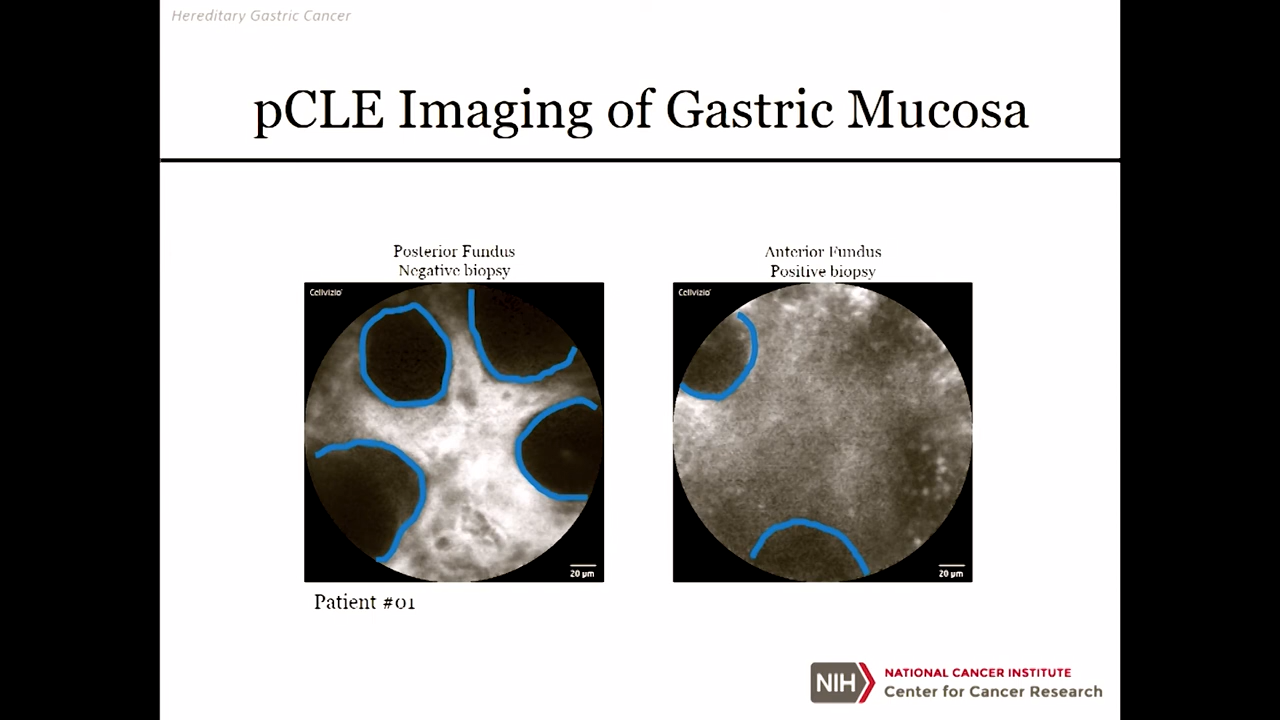 Hereditary Gastric Cancer
pCLE Imaging of Gastric Mucosa
Posterior Fundus
Negative biopsy
Anterior Fundus
Positive biopsy
Cellvizio
Cellvizio
20 µm
20 µm
Patient #01
NIH
NATIONAL CANCER INSTITUTE
Center for Cancer Research